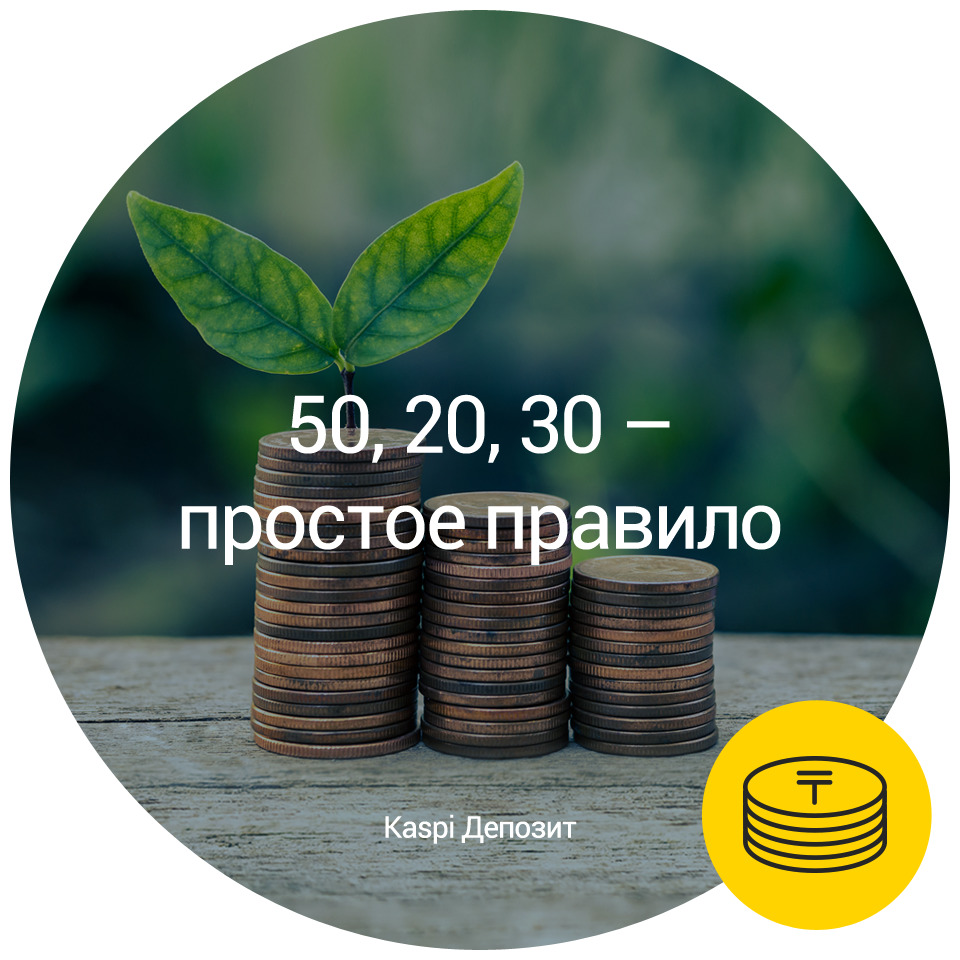 50, 20, 30 –
простое правило
Kaspi Депозит
₸